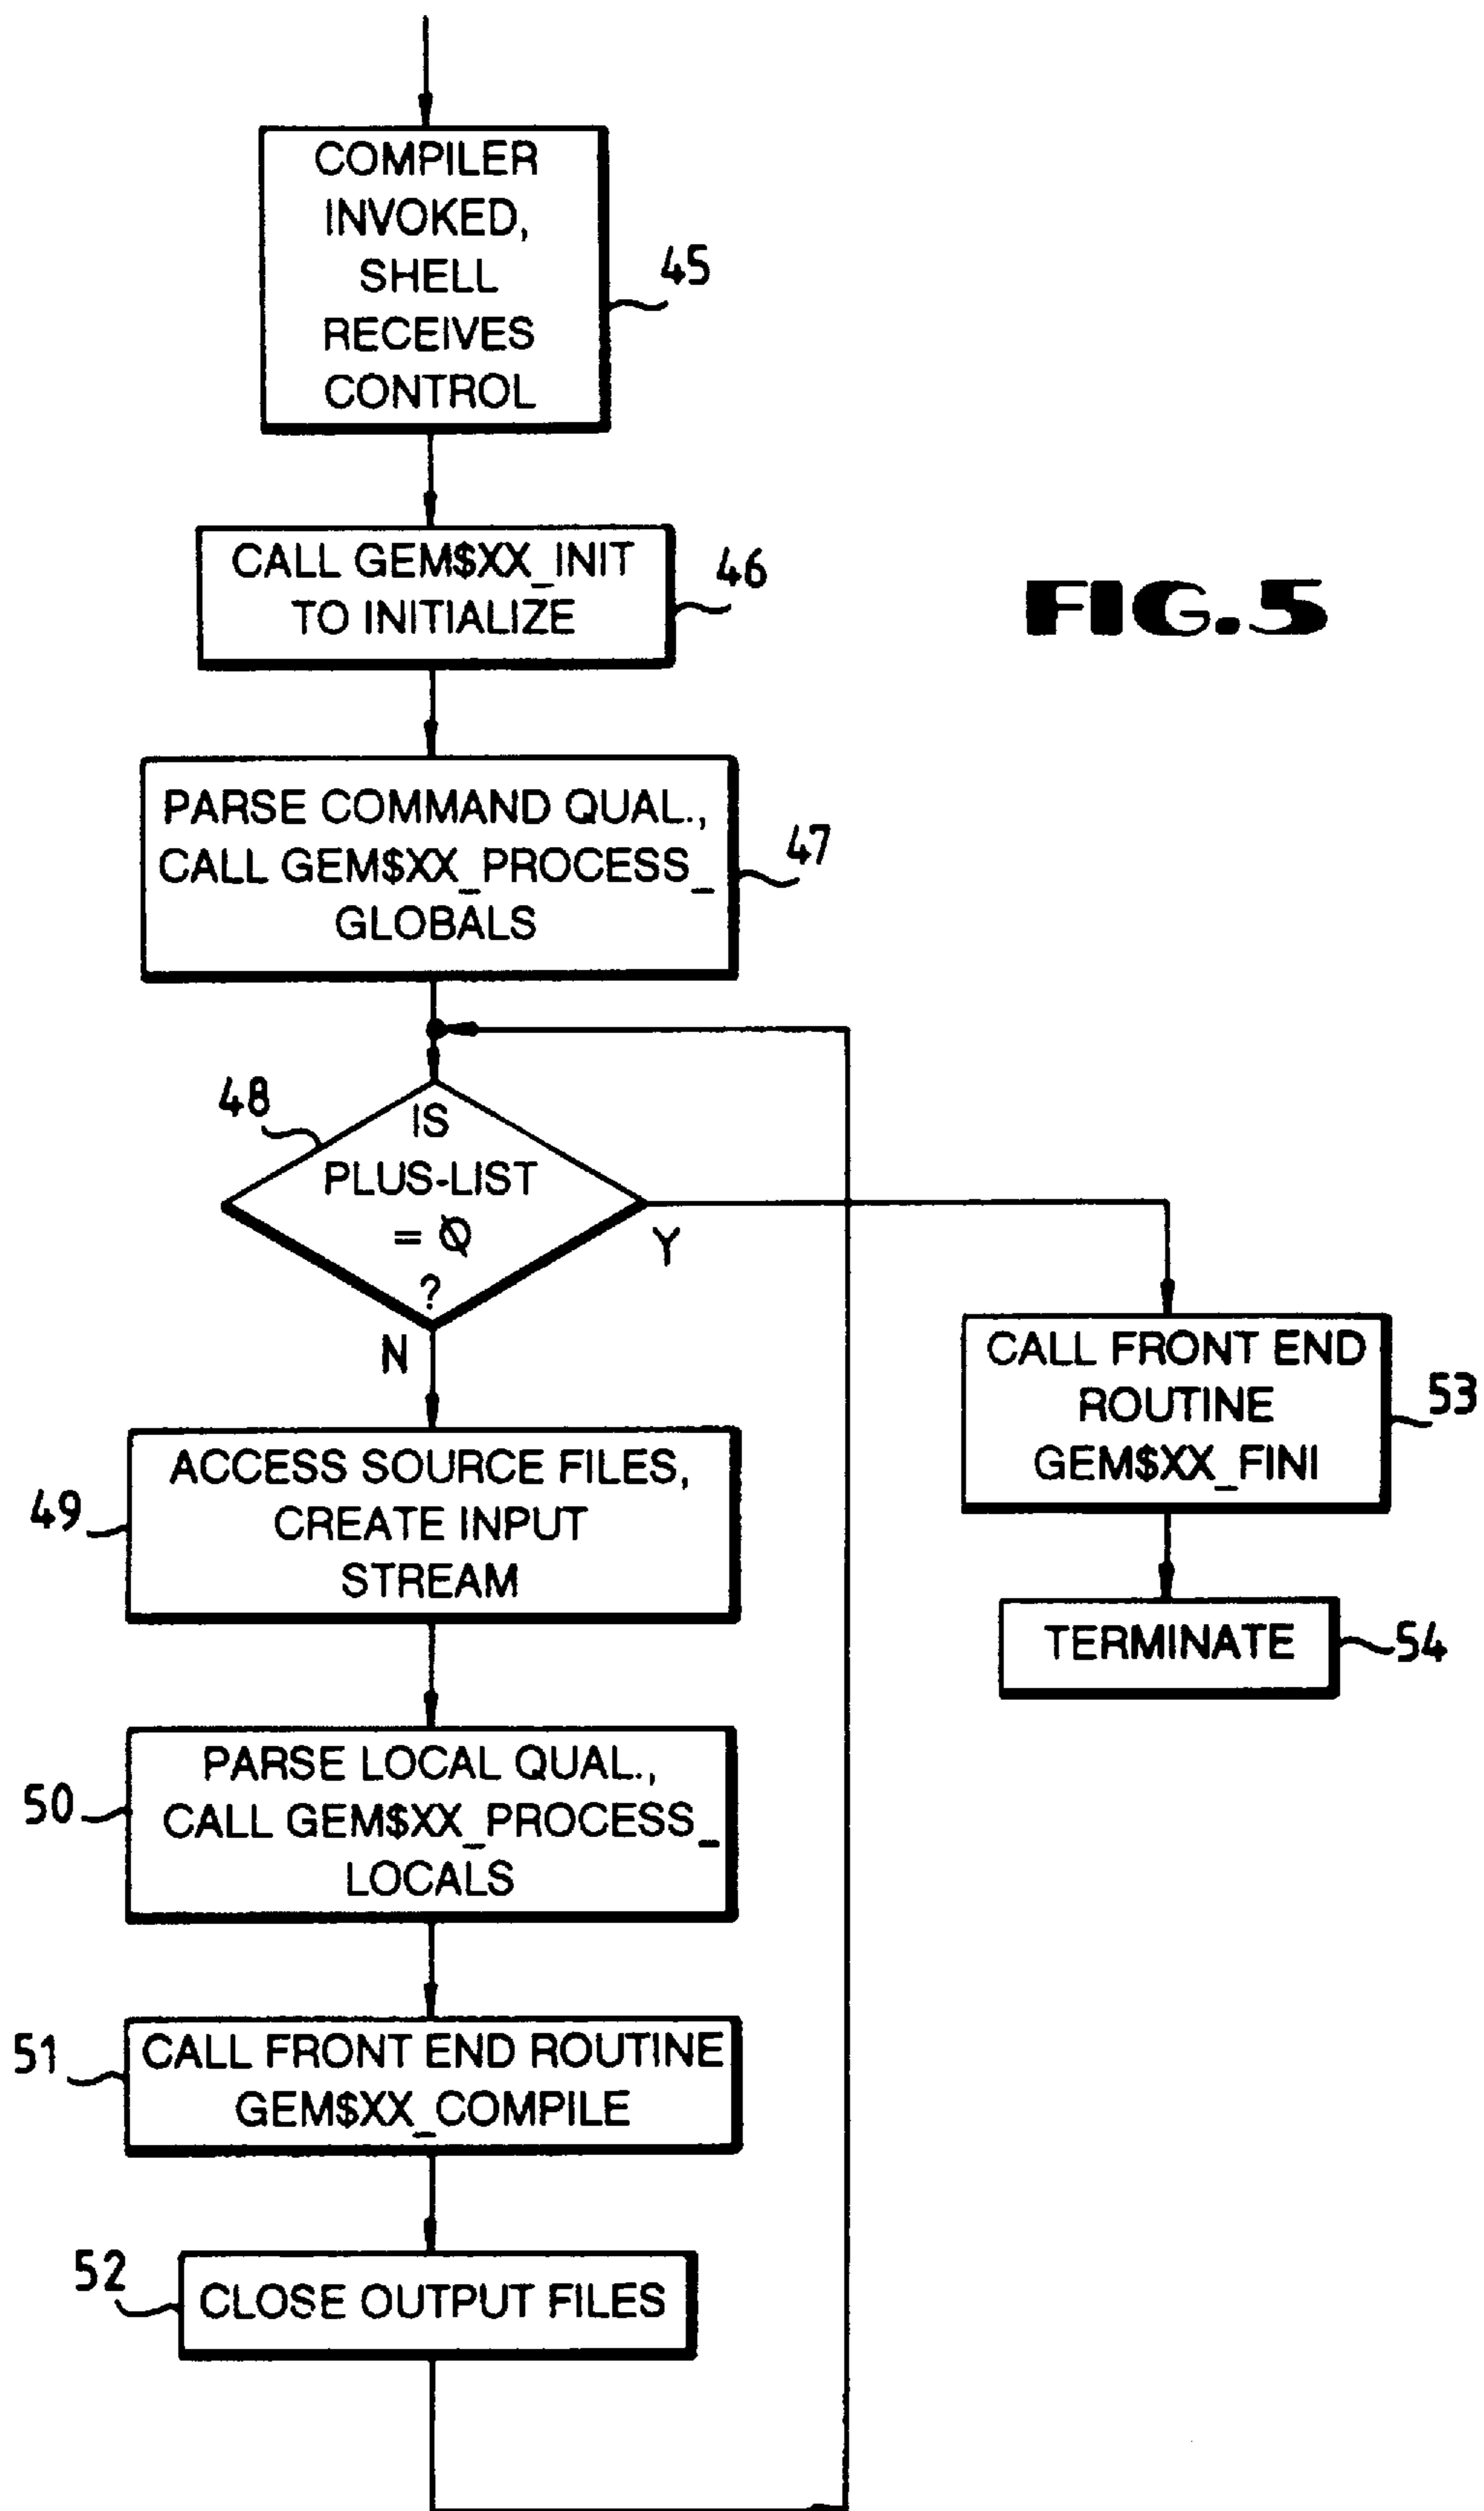 COMPILER
INVOKED,
SHELL
RECEIVES
CONTROL
45
CALL GEM$XX_INIT
TO INITIALIZE
46
FIG.5
PARSE COMMAND QUAL.,
CALL GEM$XX_PROCESS_
GLOBALS
47
48
IS
PLUS-LIST
= Ø
?
Y
N
CALL FRONT END
ROUTINE
GEM$XX_FINI
53
ACCESS SOURCE FILES,
CREATE INPUT
STREAM
49
TERMINATE
54
PARSE LOCAL QUAL.,
CALL GEM$XX_PROCESS_
LOCALS
50
CALL FRONT END ROUTINE
GEM$XX_COMPILE
51
52
CLOSE OUTPUT FILES